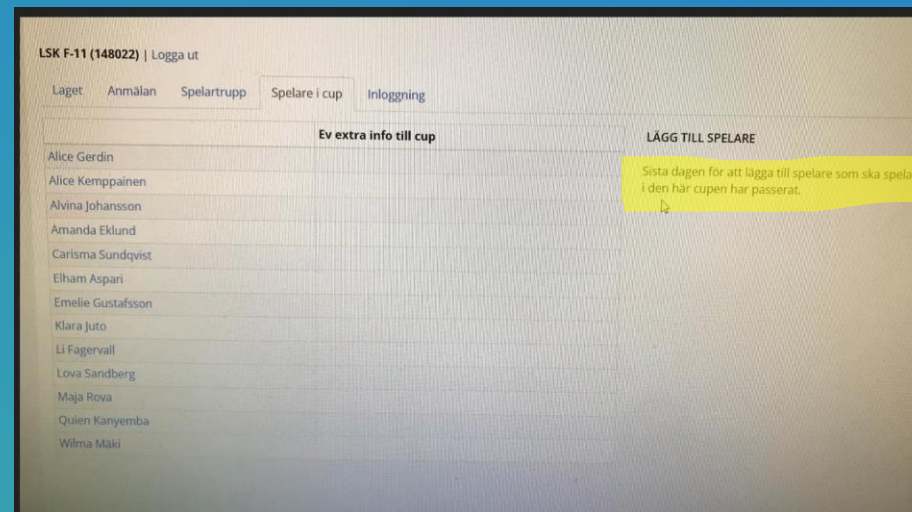 LSK F-11 (148022) | Logga ut
Laget Anmälan Spelartrupp Spelare i cup Inloggning
Ev extra info till cup
Alice Gerdin
Alice Kemppainen
Alvina Johansson
Amanda Eklund
Carisma Sundqvist
Elham Aspari
Emelie Gustafsson
Klara Juto
Li Fagervall
Lova Sandberg
Maja Rova
Quien Kanyemba
Wilma Mäki
LÄGG TILL SPELARE
Sista dagen för att lägga till spelare som ska spela
i den här cupen har passerat.